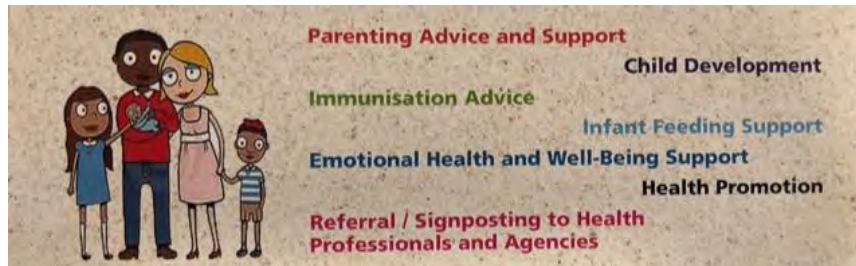 Parenting Advice and Support
Child Development
Immunisation Advice
Infant Feeding Support
Emotional Health and Well-Being Support
Health Promotion
Referral / Signposting to Health
Professionals and Agencies